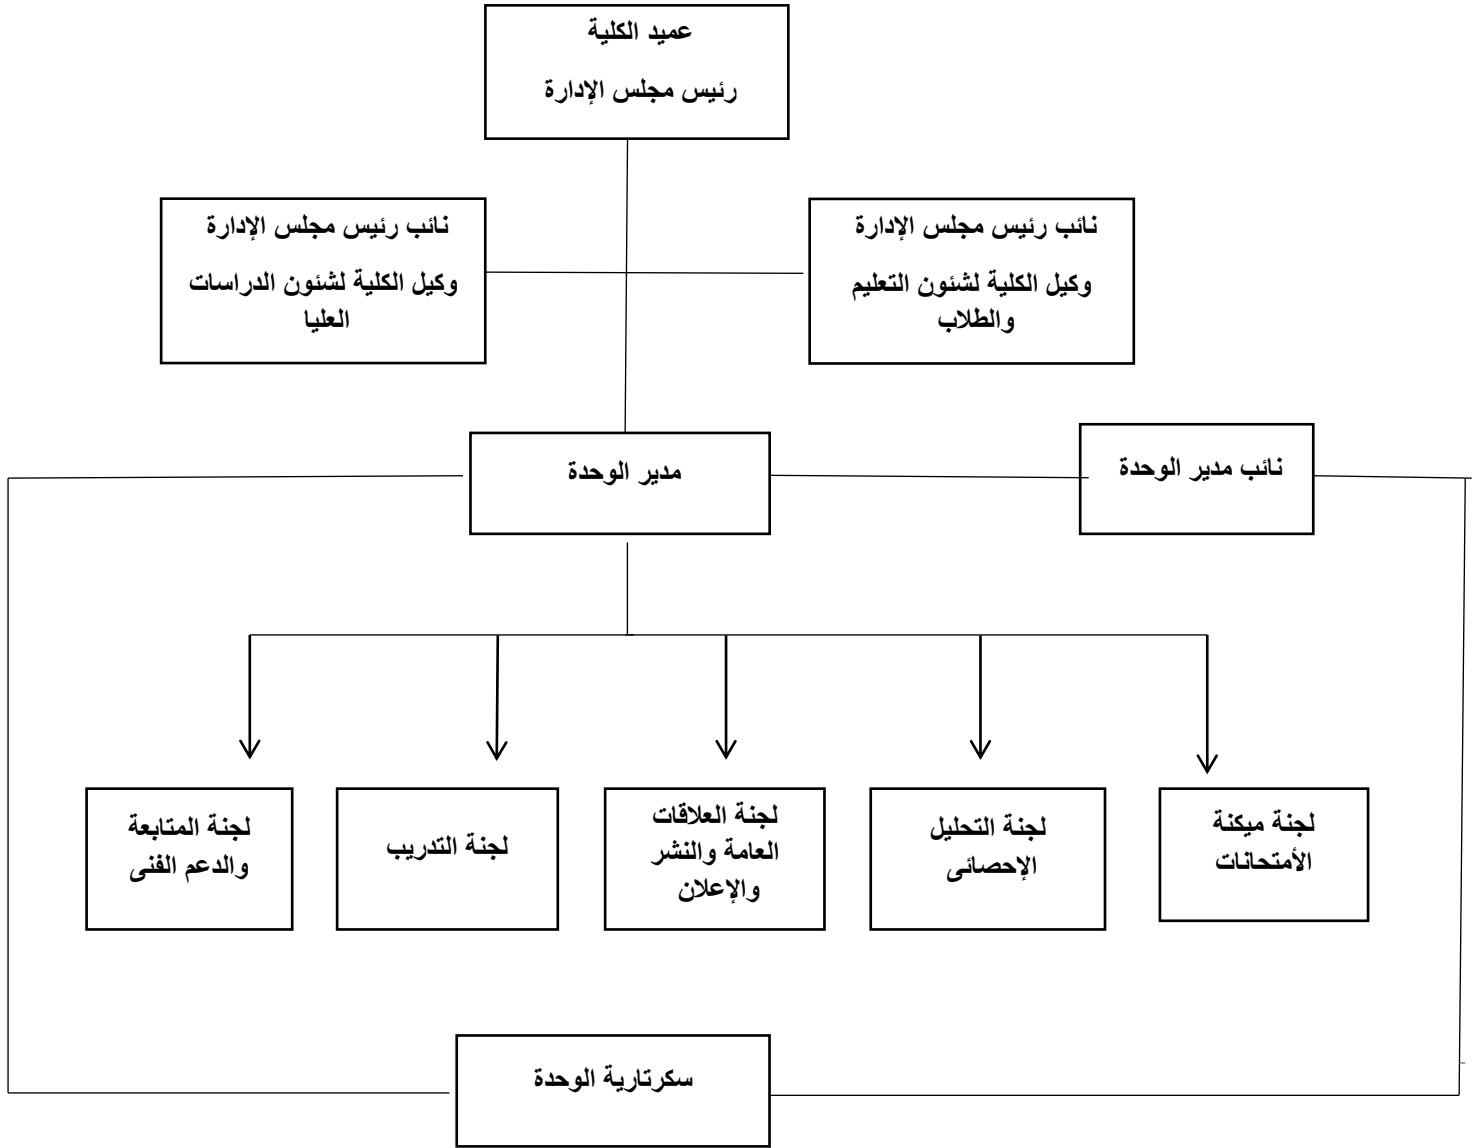 عميد الكلية
رئيس مجلس الإدارة
نائب رئيس مجلس الإدارة
وكيل الكلية لشئون التعليم
والطلاب
نائب رئيس مجلس الإدارة
وكيل الكلية لشئون الدراسات
العليا
نائب مدير الوحدة
مدير الوحدة
لجنة ميكنة
الأمتحانات
لجنة التحليل
الإحصائى
لجنة العلاقات
العامة والنشر
والإعلان
لجنة التدريب
لجنة المتابعة
والدعم الفنى
سكرتارية الوحدة